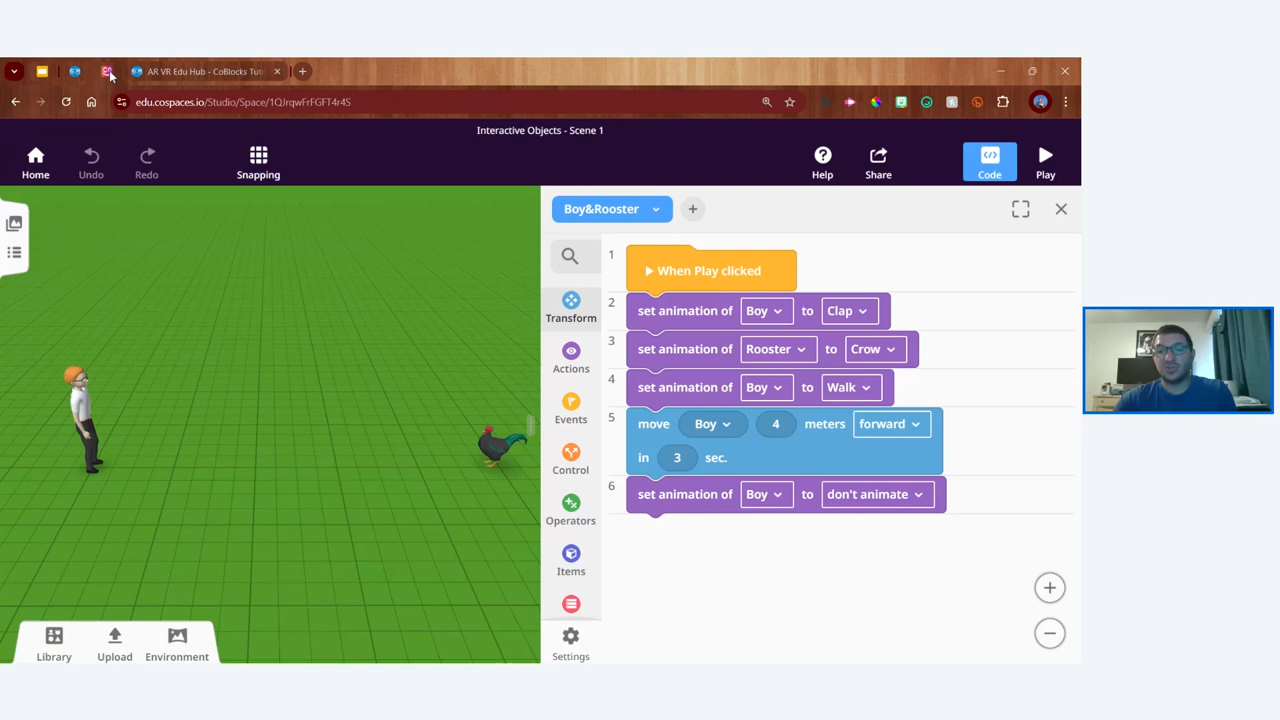 AR VR Edu Hub - CoBlocks Tut
edu.cospaces.io/Studio/Space/1QJrqwFrFGFT4r4S
Interactive Objects - Scene 1
Home
Undo
Redo
Snapping
Help
Share
Code
Play
Boy&Rooster
1 When Play clicked
2 set animation of Boy to Clap
3 set animation of Rooster to Crow
4 set animation of Boy to Walk
5 move Boy 4 meters forward
in 3 sec.
6 set animation of Boy to don't animate
Transform
Actions
Events
Control
Operators
Items
Settings
Library
Upload
Environment